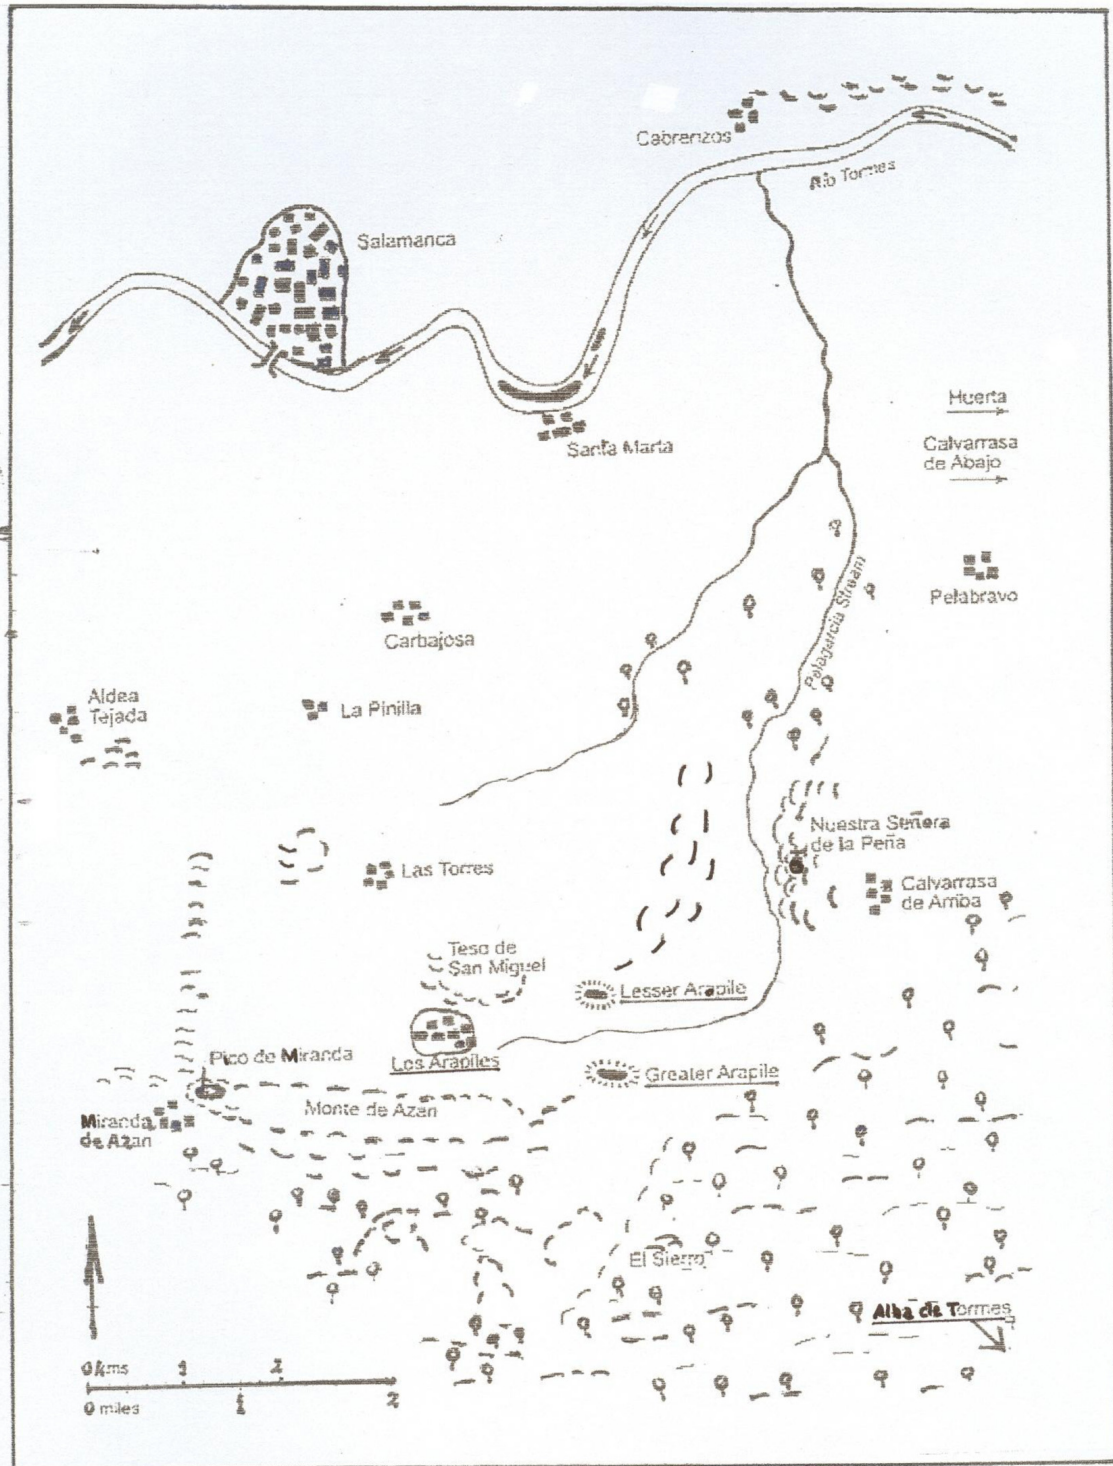 Cabrenzos
Río Tormes
Salamanca
Huerta
Santa Marta
Calvarrasa
de Abajo
Pelabravo
Pelagarcia Stream
Carbajosa
Aldea
Tejada
La Pinilla
Nuestra Señera
de la Peña
Las Torres
Calvarrasa
de Arriba
Teso de
San Miguel
Lesser Arapile
Pico de Miranda
Los Arapiles
Greater Arapile
Monte de Azan
Miranda
de Azan
El Sierro
Alba de Tormes
0 kms 1 2
0 miles 1 2